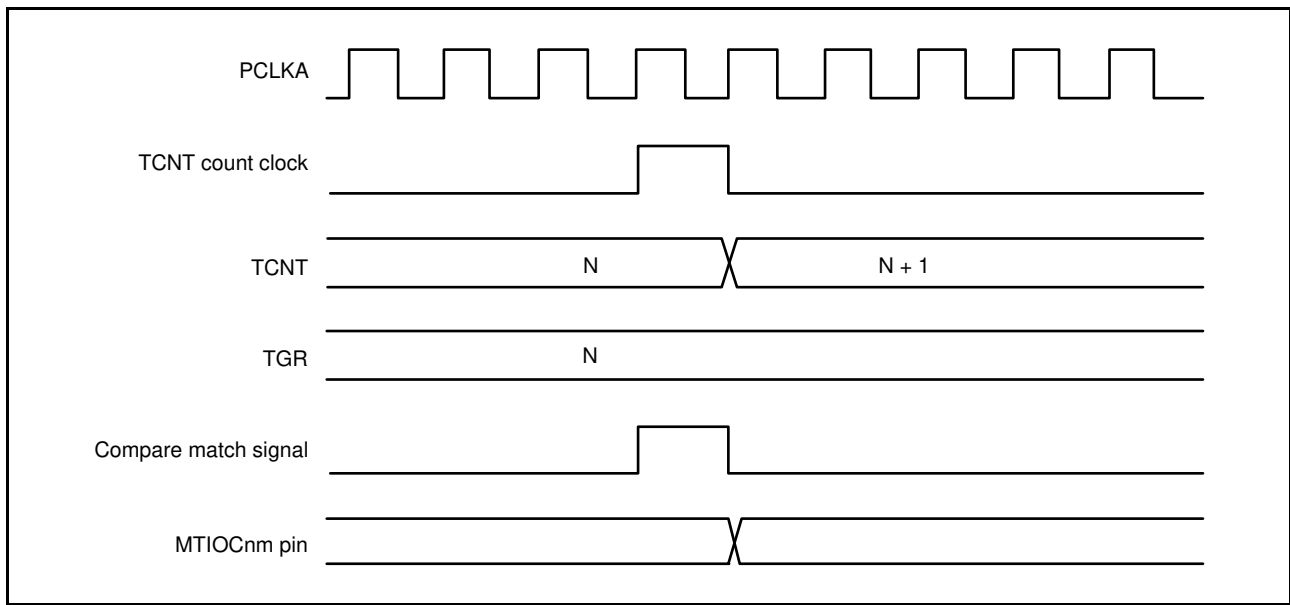 PCLKA
TCNT count clock
TCNT
N
N + 1
TGR
N
Compare match signal
MTIOCnm pin